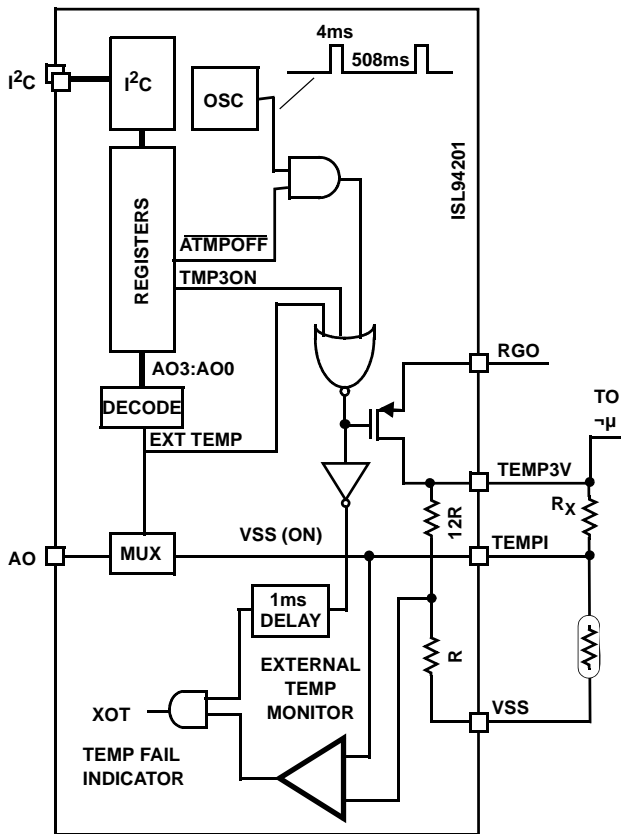 4ms
508ms
I²C
I²C
OSC
ISL94201
REGISTERS
ATMPOFF
TMP3ON
AO3:AO0
DECODE
EXT TEMP
RGO
TO
¬µ
TEMP3V
12R
RX
AO
MUX
VSS (ON)
TEMPI
1ms
DELAY
R
EXTERNAL
TEMP
MONITOR
VSS
XOT
TEMP FAIL
INDICATOR